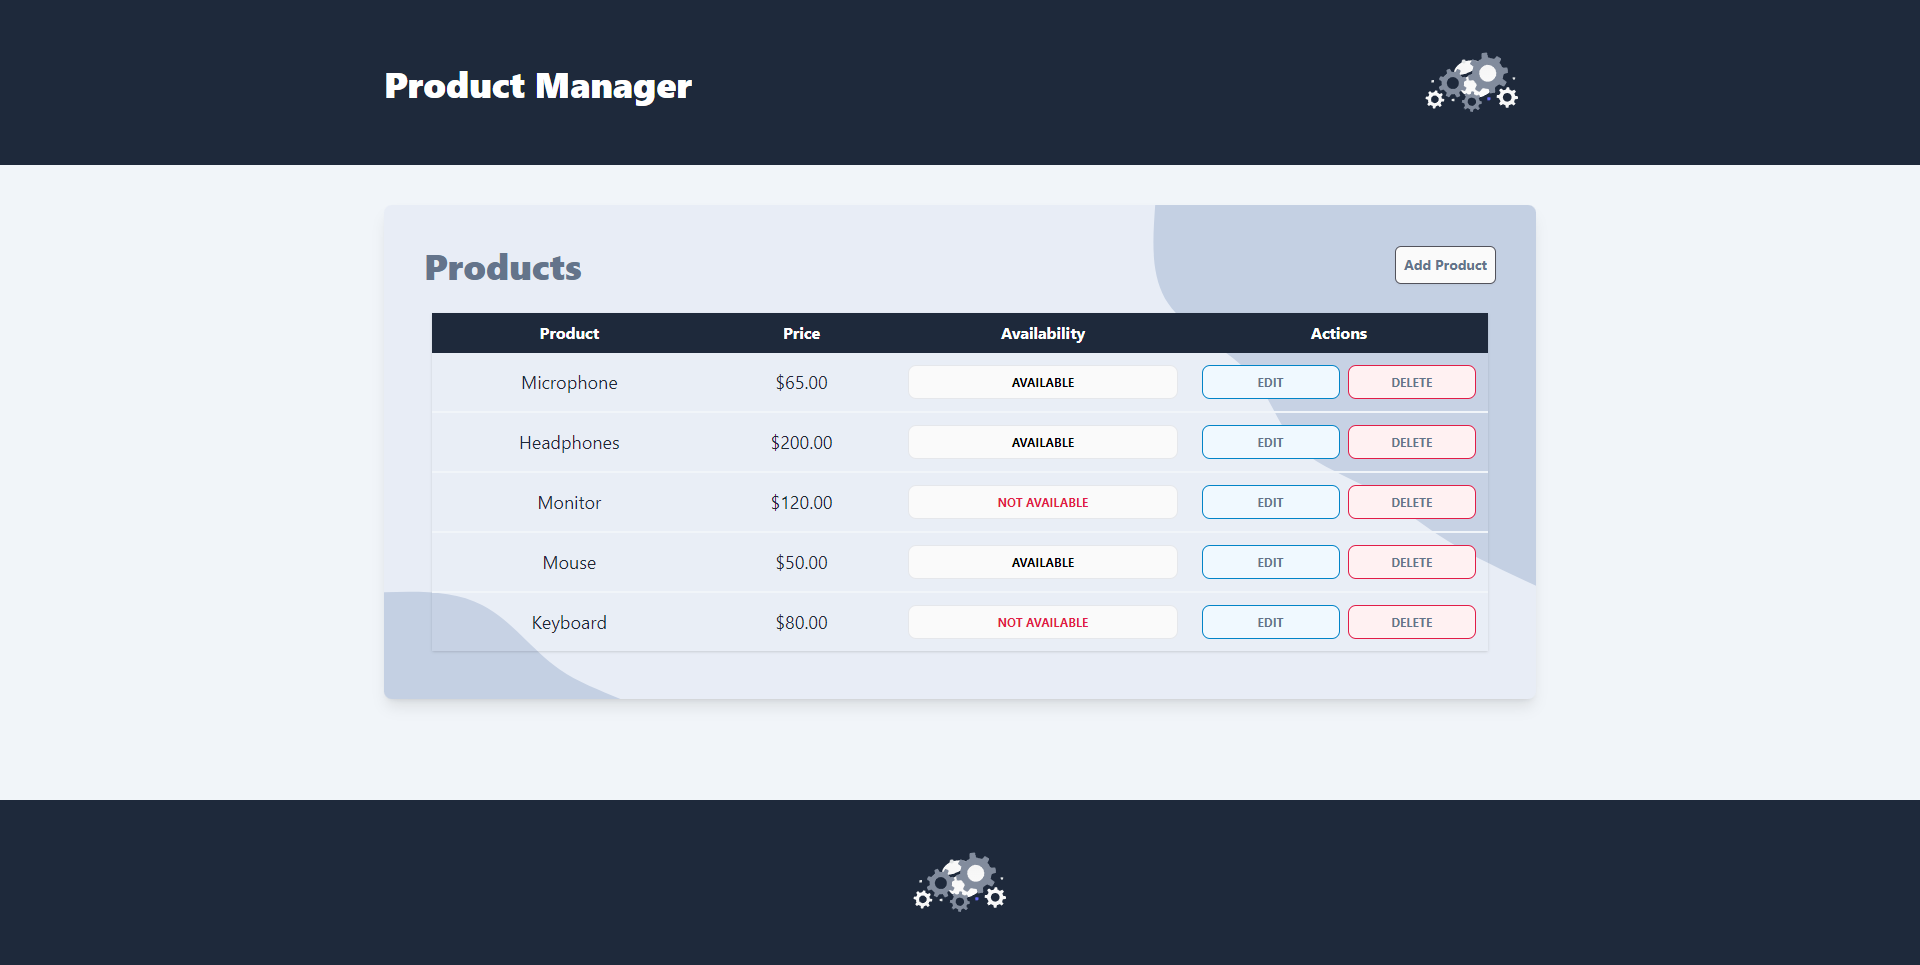 Product Manager
Products
Add Product
Product Price Availability Actions
Microphone $65.00 AVAILABLE EDIT DELETE
Headphones $200.00 AVAILABLE EDIT DELETE
Monitor $120.00 NOT AVAILABLE EDIT DELETE
Mouse $50.00 AVAILABLE EDIT DELETE
Keyboard $80.00 NOT AVAILABLE EDIT DELETE